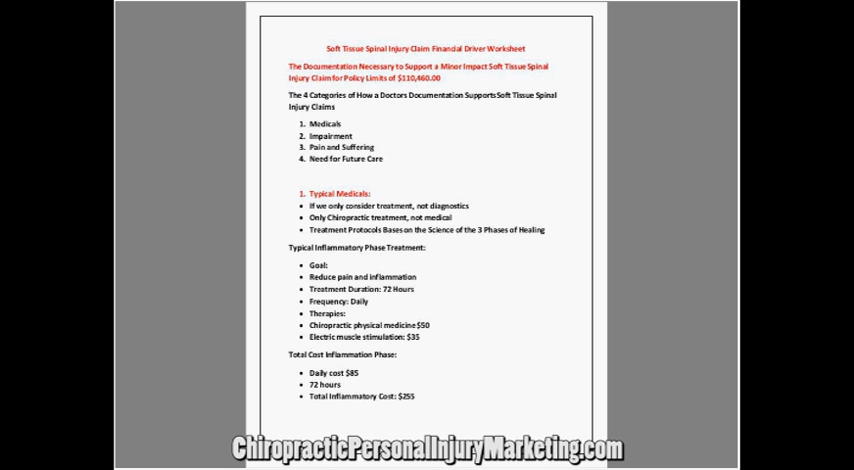 Soft Tissue Spinal Injury Claim Financial Driver Worksheet
The Documentation Necessary to Support a Minor Impact Soft Tissue Spinal
Injury Claim for Policy Limits of $110,460.00
The 4 Categories of How a Doctors Documentation Supports Soft Tissue Spinal
Injury Claims
1. Medicals
2. Impairment
3. Pain and Suffering
4. Need for Future Care
1. Typical Medicals:
• If we only consider treatment, not diagnostics
• Only Chiropractic treatment, not medical
• Treatment Protocols Bases on the Science of the 3 Phases of Healing
Typical Inflammatory Phase Treatment:
• Goal:
• Reduce pain and inflammation
• Treatment Duration: 72 Hours
• Frequency: Daily
• Therapies:
• Chiropractic physical medicine $50
• Electric muscle stimulation: $35
Total Cost Inflammation Phase:
• Daily cost $85
• 72 hours
• Total Inflammatory Cost: $255
ChiropracticPersonalInjuryMarketing.com